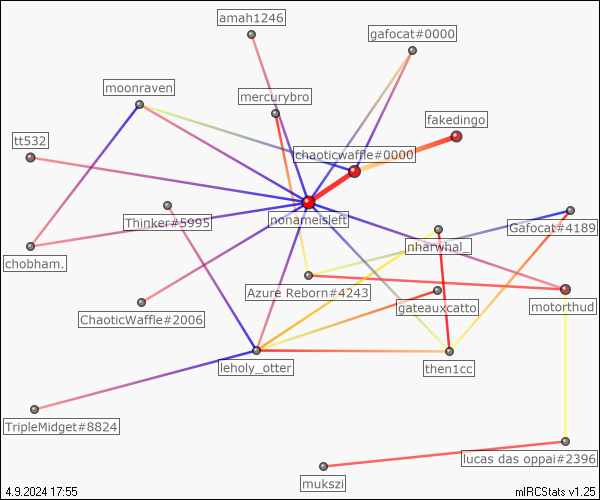 amah1246
gafocat#0000
moonraven
mercurybro
fakedingo
tt532
chaoticwaffle#0000
Thinker#5995
nonameisleft
Gafocat#4189
nharwhal_
chobham.
Azure Reborn#4243
gateauxcatto
motorthud
ChaoticWaffle#2006
leholy_otter
then1cc
TripleMidget#8824
lucas das oppai#2396
mukszi
4.9.2024 17:55
mIRCStats v1.25